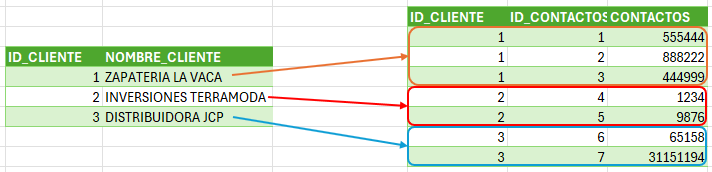 ID_CLIENTE ID_CONTACTOS CONTACTOS
1 1 555444
ID_CLIENTE NOMBRE_CLIENTE
1 2 888222
1 ZAPATERIA LA VACA
1 3 444999
2 INVERSIONES TERRAMODA
2 4 1234
3 DISTRIBUIDORA JCP
2 5 9876
3 6 65158
3 7 31151194